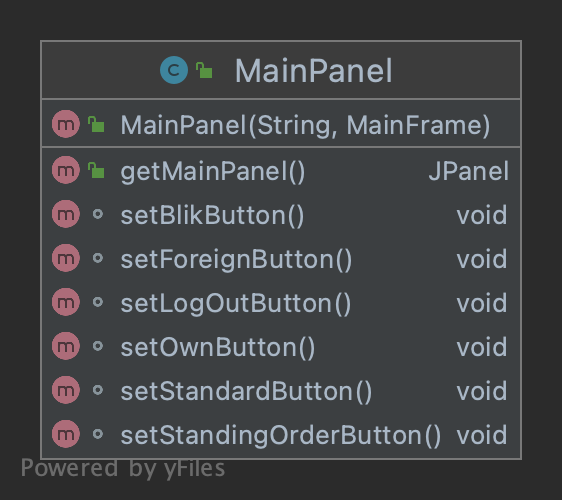 C MainPanel
m MainPanel(String, MainFrame)
m getMainPanel() JPanel
m setBlikButton() void
m setForeignButton() void
m setLogOutButton() void
m setOwnButton() void
m setStandardButton() void
m setStandingOrderButton() void
Powered by yFiles